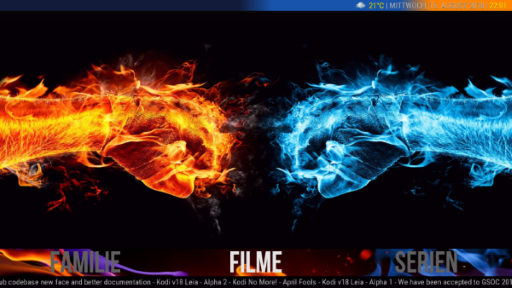 21°C | MITTWOCH,
FAMILIE
FILME
SERIEN
ub codebase new face and better documentation - Kodi v18 Leia - Alpha 2 - Kodi No More! - April Fools - Kodi v18 Leia - Alpha 1 - We have been accepted to GSOC 201